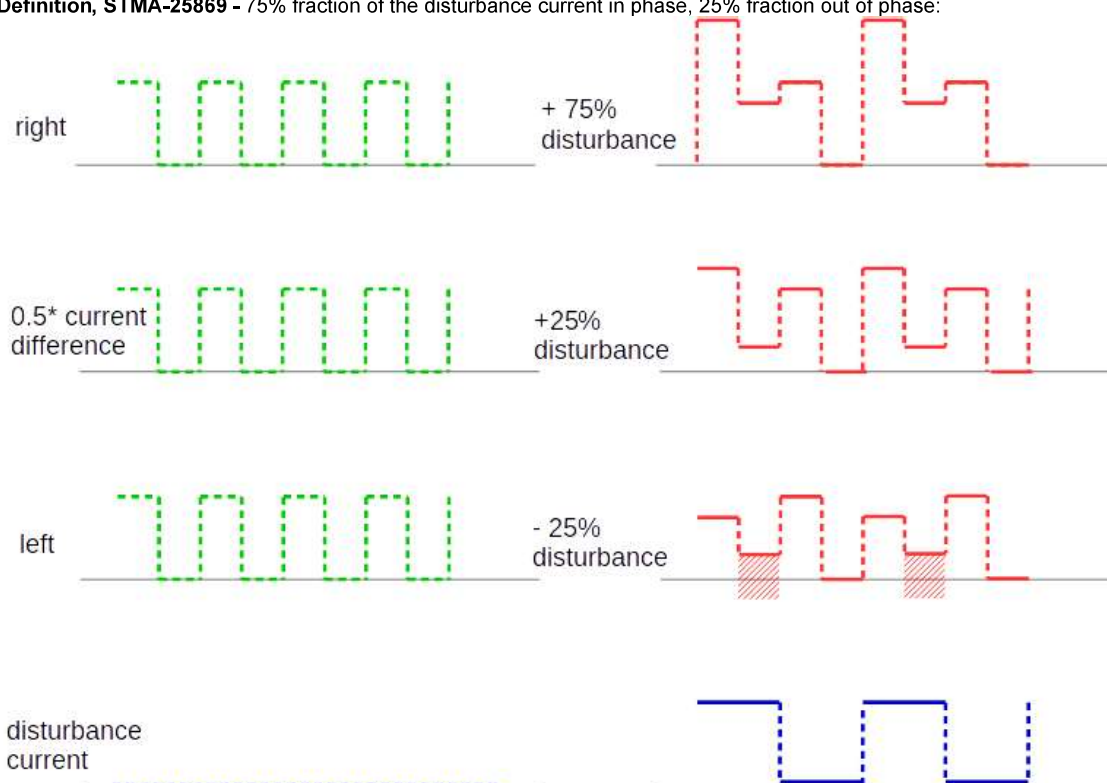 Definition, STMA-25869 - 75% fraction of the disturbance current in phase, 25% fraction out of phase:
right
+ 75%
disturbance
0.5* current
difference
+25%
disturbance
left
- 25%
disturbance
disturbance
current